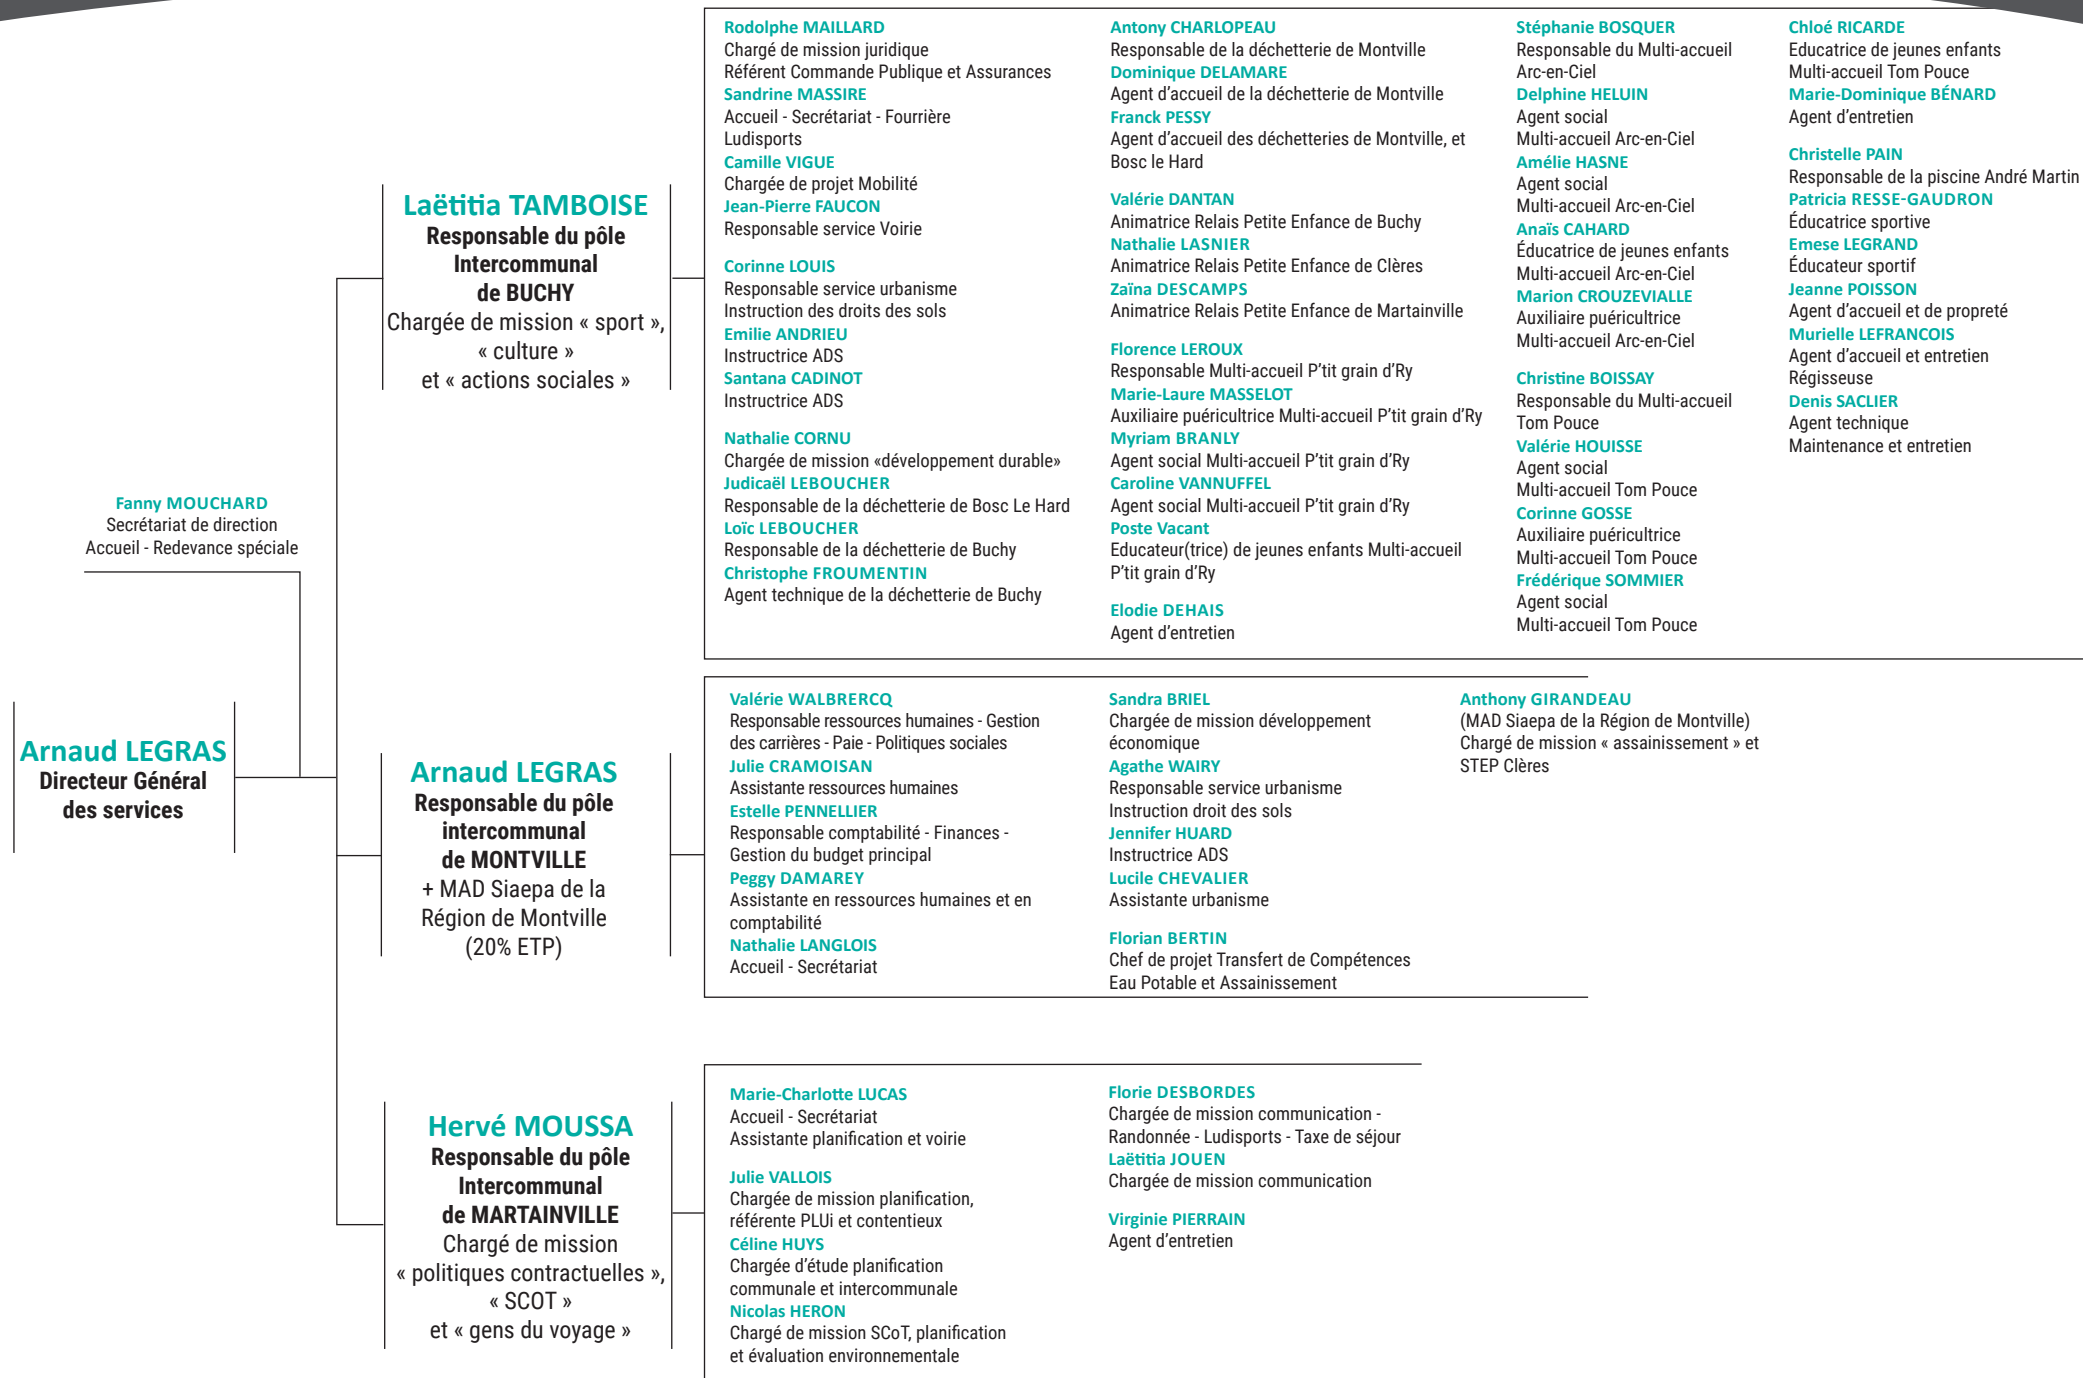 Rodolphe MAILLARD
Chargé de mission juridique
Référent Commande Publique et Assurances
Sandrine MASSIRE
Accueil - Secrétariat - Fourrière
Ludisports
Camille VIGUE
Chargée de projet Mobilité
Jean-Pierre FAUCON
Responsable service Voirie
Corinne LOUIS
Responsable service urbanisme
Instruction des droits des sols
Emilie ANDRIEU
Instructrice ADS
Santana CADINOT
Instructrice ADS
Nathalie CORNU
Chargée de mission «développement durable»
Judicaël LEBOUCHER
Responsable de la déchetterie de Bosc Le Hard
Loïc LEBOUCHER
Responsable de la déchetterie de Buchy
Christophe FROUMENTIN
Agent technique de la déchetterie de Buchy
Antony CHARLOPEAU
Responsable de la déchetterie de Montville
Dominique DELAMARE
Agent d'accueil de la déchetterie de Montville
Franck PESSY
Agent d'accueil des déchetteries de Montville, et
Bosc le Hard
Valérie DANTAN
Animatrice Relais Petite Enfance de Buchy
Nathalie LASNIER
Animatrice Relais Petite Enfance de Clères
Zaïna DESCAMPS
Animatrice Relais Petite Enfance de Martainville
Florence LEROUX
Responsable Multi-accueil P'tit grain d'Ry
Marie-Laure MASSELOT
Auxiliaire puéricultrice Multi-accueil P'tit grain d'Ry
Myriam BRANLY
Agent social Multi-accueil P'tit grain d'Ry
Caroline VANNUFFEL
Agent social Multi-accueil P'tit grain d'Ry
Poste Vacant
Educateur(trice) de jeunes enfants Multi-accueil
P'tit grain d'Ry
Elodie DEHAIS
Agent d'entretien
Stéphanie BOSQUER
Responsable du Multi-accueil
Arc-en-Ciel
Delphine HELUIN
Agent social
Multi-accueil Arc-en-Ciel
Amélie HASNE
Agent social
Multi-accueil Arc-en-Ciel
Anaïs CAHARD
Éducatrice de jeunes enfants
Multi-accueil Arc-en-Ciel
Marion CROUZEVIALLE
Auxiliaire puéricultrice
Multi-accueil Arc-en-Ciel
Christine BOISSAY
Responsable du Multi-accueil
Tom Pouce
Valérie HOUISSE
Agent social
Multi-accueil Tom Pouce
Corinne GOSSE
Auxiliaire puéricultrice
Multi-accueil Tom Pouce
Frédérique SOMMIER
Agent social
Multi-accueil Tom Pouce
Chloé RICARDE
Educatrice de jeunes enfants
Multi-accueil Tom Pouce
Marie-Dominique BÉNARD
Agent d'entretien
Christelle PAIN
Responsable de la piscine André Martin
Patricia RESSE-GAUDRON
Éducatrice sportive
Emese LEGRAND
Éducateur sportif
Jeanne POISSON
Agent d'accueil et de propreté
Murielle LEFRANCOIS
Agent d'accueil et entretien
Régisseuse
Denis SACLIER
Agent technique
Maintenance et entretien
Laëtitia TAMBOISE
Responsable du pôle
Intercommunal
de BUCHY
Chargée de mission « sport »,
« culture »
et « actions sociales »
Fanny MOUCHARD
Secrétariat de direction
Accueil - Redevance spéciale
Arnaud LEGRAS
Directeur Général
des services
Arnaud LEGRAS
Responsable du pôle
intercommunal
de MONTVILLE
+ MAD Siaepa de la
Région de Montville
(20% ETP)
Valérie WALBRERCQ
Responsable ressources humaines - Gestion
des carrières - Paie - Politiques sociales
Julie CRAMOISAN
Assistante ressources humaines
Estelle PENNELLIER
Responsable comptabilité - Finances -
Gestion du budget principal
Peggy DAMAREY
Assistante en ressources humaines et en
comptabilité
Nathalie LANGLOIS
Accueil - Secrétariat
Sandra BRIEL
Chargée de mission développement
économique
Agathe WAIRY
Responsable service urbanisme
Instruction droit des sols
Jennifer HUARD
Instructrice ADS
Lucile CHEVALIER
Assistante urbanisme
Florian BERTIN
Chef de projet Transfert de Compétences
Eau Potable et Assainissement
Anthony GIRANDEAU
(MAD Siaepa de la Région de Montville)
Chargé de mission « assainissement » et
STEP Clères
Hervé MOUSSA
Responsable du pôle
Intercommunal
de MARTAINVILLE
Chargé de mission
« politiques contractuelles »,
« SCOT »
et « gens du voyage »
Marie-Charlotte LUCAS
Accueil - Secrétariat
Assistante planification et voirie
Julie VALLOIS
Chargée de mission planification,
référente PLUi et contentieux
Céline HUYS
Chargée d'étude planification
communale et intercommunale
Nicolas HERON
Chargé de mission SCoT, planification
et évaluation environnementale
Florie DESBORDES
Chargée de mission communication -
Randonnée - Ludisports - Taxe de séjour
Laëtitia JOUEN
Chargée de mission communication
Virginie PIERRAIN
Agent d'entretien